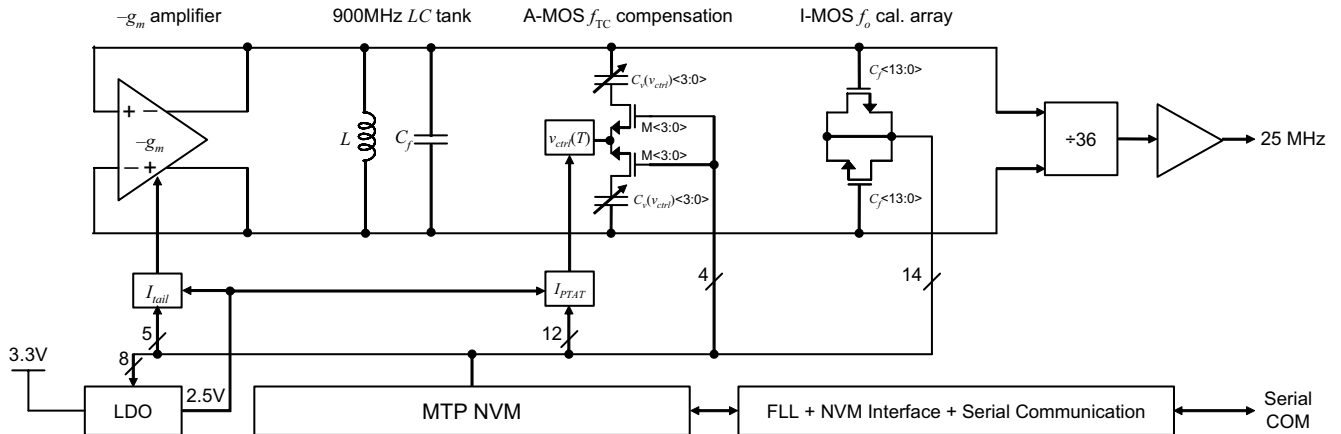 –gm amplifier
900MHz LC tank
A-MOS fTC compensation
I-MOS fo cal. array
+ −
−gm
− +
L
Cf
Cv(vctrl)<3:0>
M<3:0>
vctrl(T)
M<3:0>
Cv(vctrl)<3:0>
Cf<13:0>
Cf<13:0>
÷36
25 MHz
Itail
IPTAT
4
14
5
12
8
3.3V
2.5V
LDO
MTP NVM
FLL + NVM Interface + Serial Communication
Serial
COM